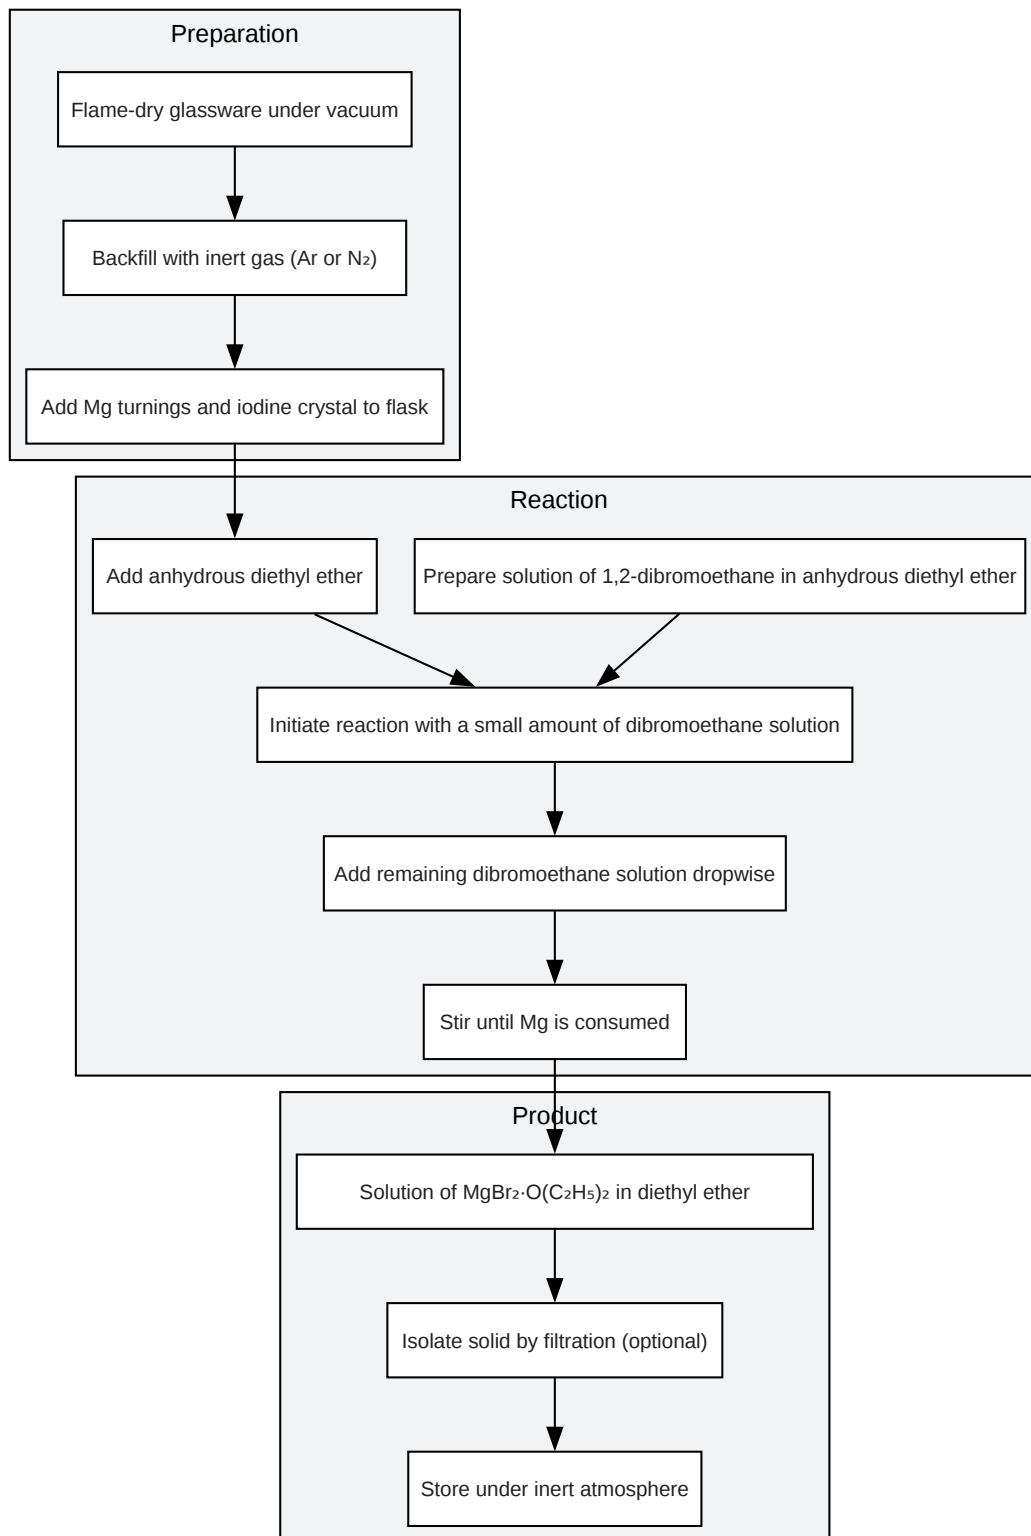 Preparation
Flame-dry glassware under vacuum
Backfill with inert gas (Ar or N₂)
Add Mg turnings and iodine crystal to flask
Reaction
Add anhydrous diethyl ether
Prepare solution of 1,2-dibromoethane in anhydrous diethyl ether
Initiate reaction with a small amount of dibromoethane solution
Add remaining dibromoethane solution dropwise
Stir until Mg is consumed
Product
Solution of MgBr₂·O(C₂H₅)₂ in diethyl ether
Isolate solid by filtration (optional)
Store under inert atmosphere